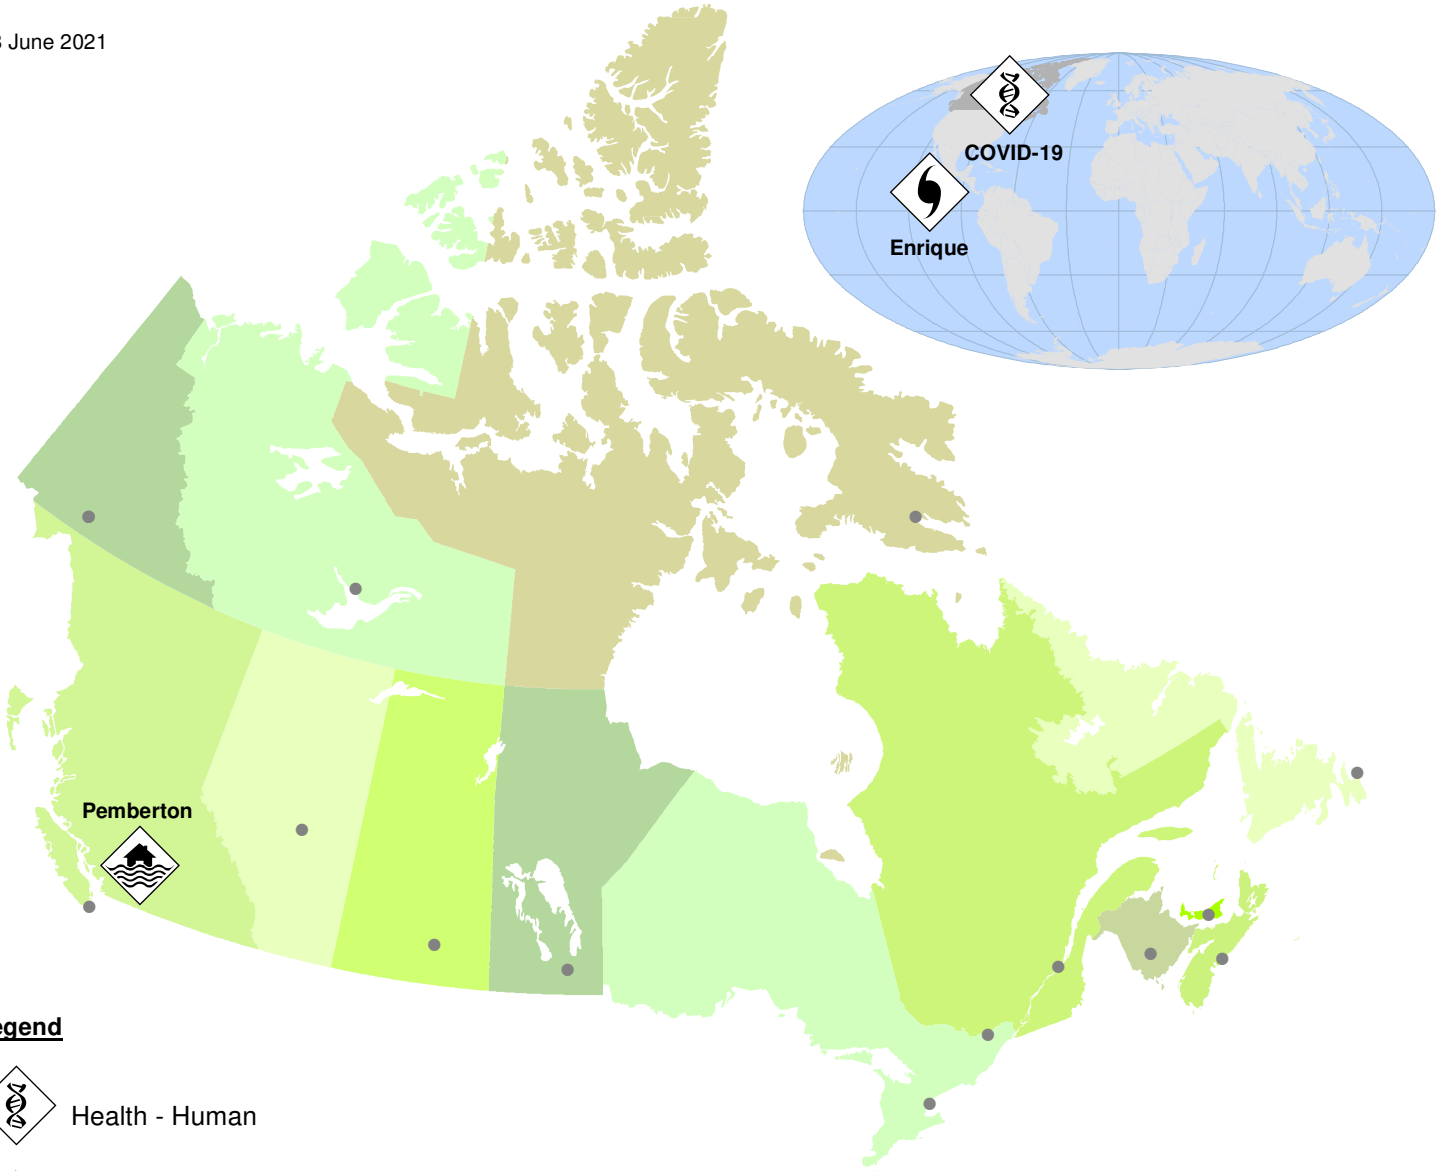 June 2021
COVID-19
Enrique
Pemberton
egend
Health - Human